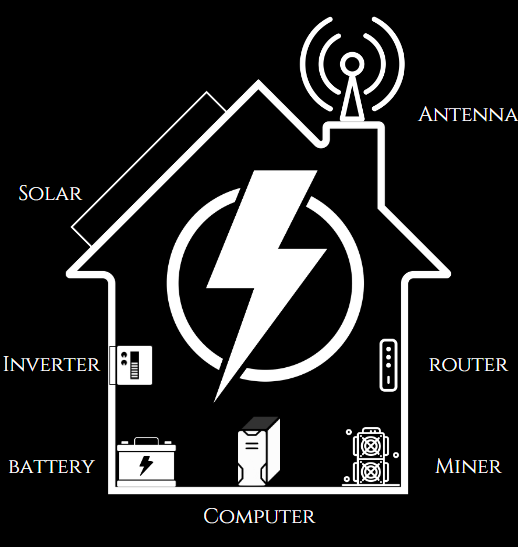 Antenna
Solar
Inverter
router
battery
Miner
Computer